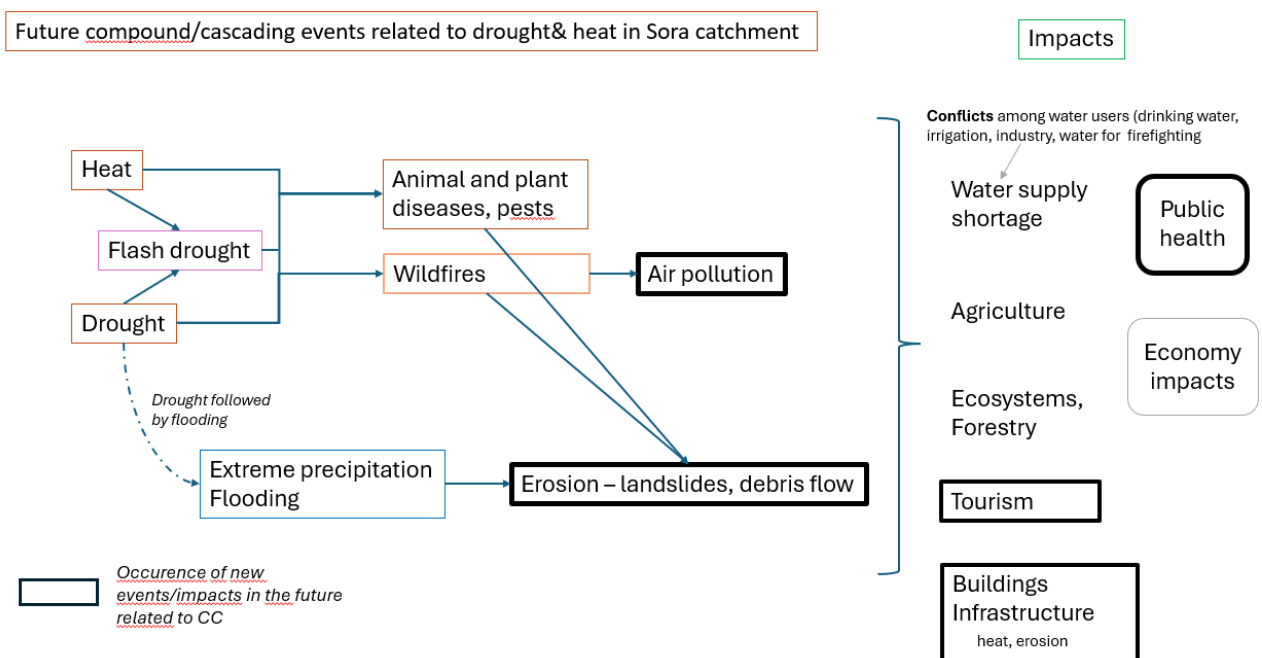 Future compound/cascading events related to drought& heat in Sora catchment
Impacts
Conflicts among water users (drinking water,
irrigation, industry, water for firefighting
Heat
Flash drought
Drought
Animal and plant
diseases, pests
Wildfires
Air pollution
Drought followed
by flooding
Extreme precipitation
Flooding
Erosion – landslides, debris flow
Water supply
shortage
Public
health
Agriculture
Economy
impacts
Ecosystems,
Forestry
Tourism
Buildings
Infrastructure
heat, erosion
Occurence of new
events/impacts in the future
related to CC